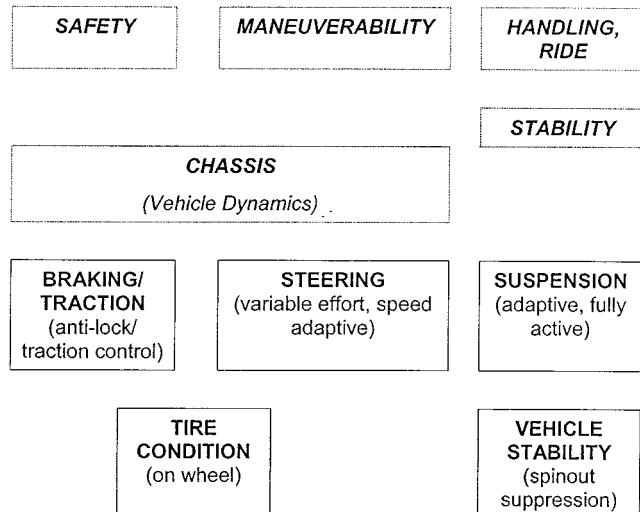 SAFETY
MANEUVERABILITY
HANDLING,
RIDE
STABILITY
CHASSIS
(Vehicle Dynamics)
BRAKING/
TRACTION
(anti-lock/
traction control)
STEERING
(variable effort, speed
adaptive)
SUSPENSION
(adaptive, fully
active)
TIRE
CONDITION
(on wheel)
VEHICLE
STABILITY
(spinout
suppression)